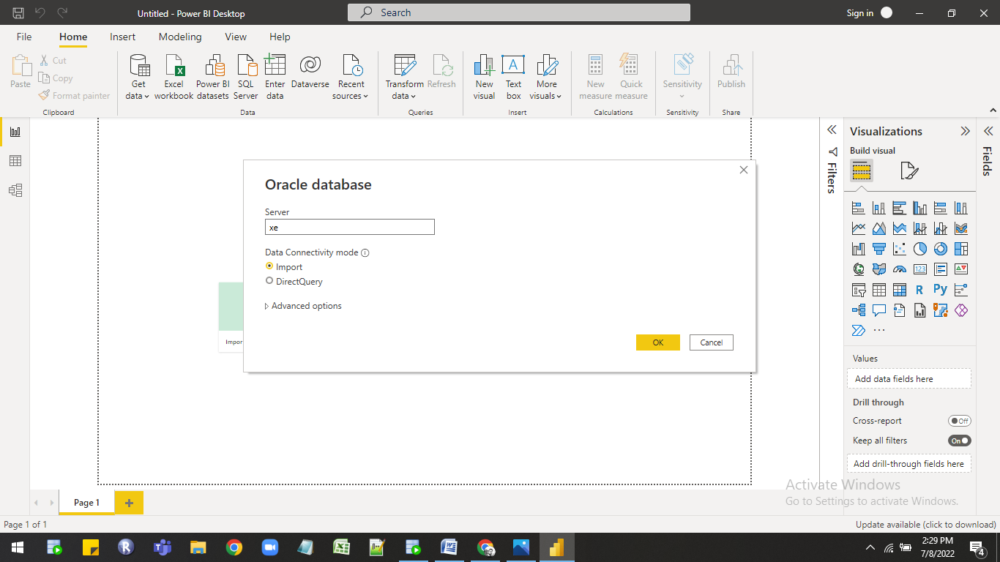 Untitled - Power BI Desktop
Search
Sign in
File Home Insert Modeling View Help
Paste
Cut
Copy
Format painter
Clipboard
Get data
Excel workbook
Power BI datasets
SQL Server
Enter data
Dataverse
Recent sources
Data
Transform data
Refresh
Queries
New visual
Text box
More visuals
Insert
New measure
Quick measure
Calculations
Sensitivity
Sensitivity
Publish
Share
Oracle database
Server
xe
Data Connectivity mode
Import
DirectQuery
Advanced options
OK
Cancel
Impor
Filters
Visualizations
Build visual
123
R
Py
Values
Add data fields here
Drill through
Cross-report
Off
Keep all filters
On
Add drill-through fields here
Fields
Activate Windows
Go to Settings to activate Windows.
Page 1
Page 1 of 1
Update available (click to download)
2:29 PM
7/8/2022
4